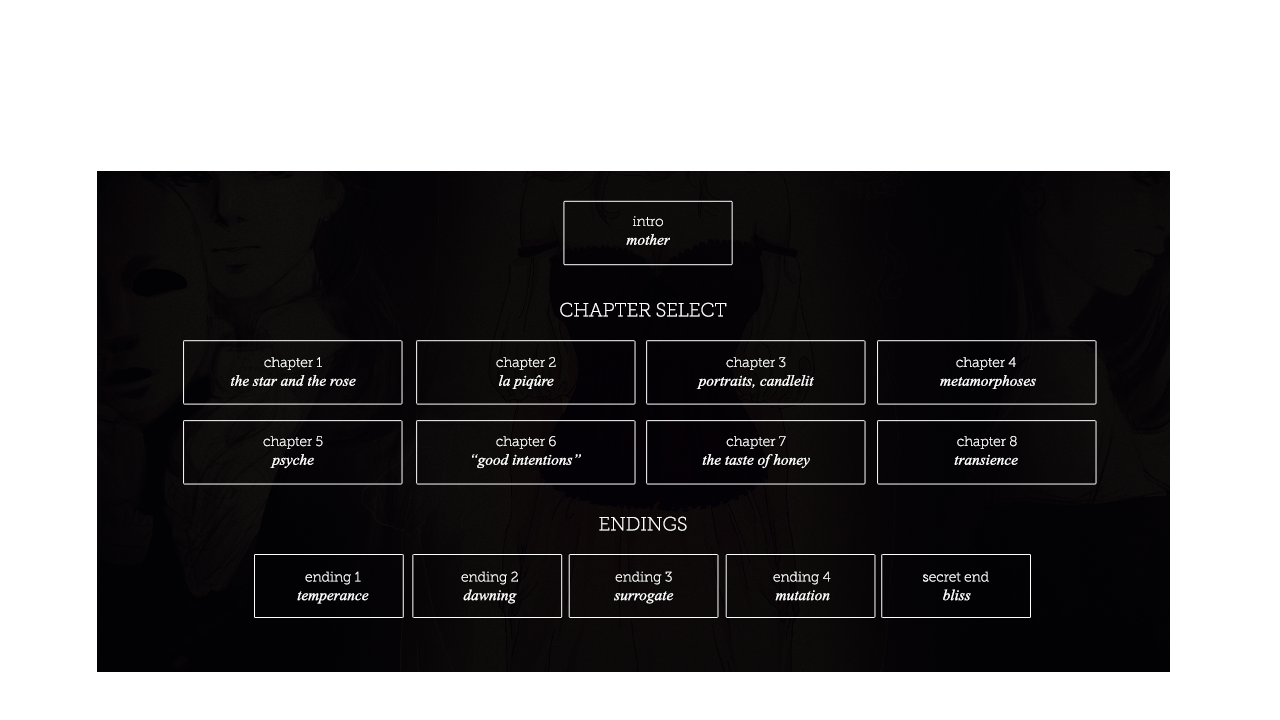 intro
mother
CHAPTER SELECT
chapter 1
the star and the rose
chapter 2
la piqûre
chapter 3
portraits, candlelit
chapter 4
metamorphoses
chapter 5
psyche
chapter 6
“good intentions”
chapter 7
the taste of honey
chapter 8
transience
ENDINGS
ending 1
temperance
ending 2
dawning
ending 3
surrogate
ending 4
mutation
secret end
bliss